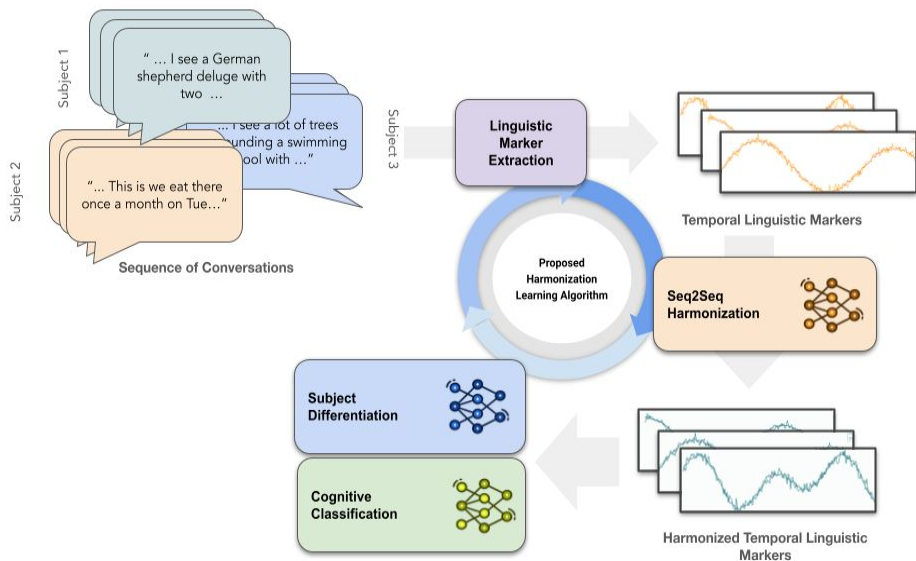 Subject 1
“ … I see a German
shepherd deluge with
two …
... I see a lot of trees
ounding a swimming
ool with …”
Subject 3
Subject 2
“... This is we eat there
once a month on Tue…”
Sequence of Conversations
Linguistic
Marker
Extraction
Temporal Linguistic Markers
Proposed
Harmonization
Learning Algorithm
Seq2Seq
Harmonization
Subject
Differentiation
Cognitive
Classification
Harmonized Temporal Linguistic
Markers